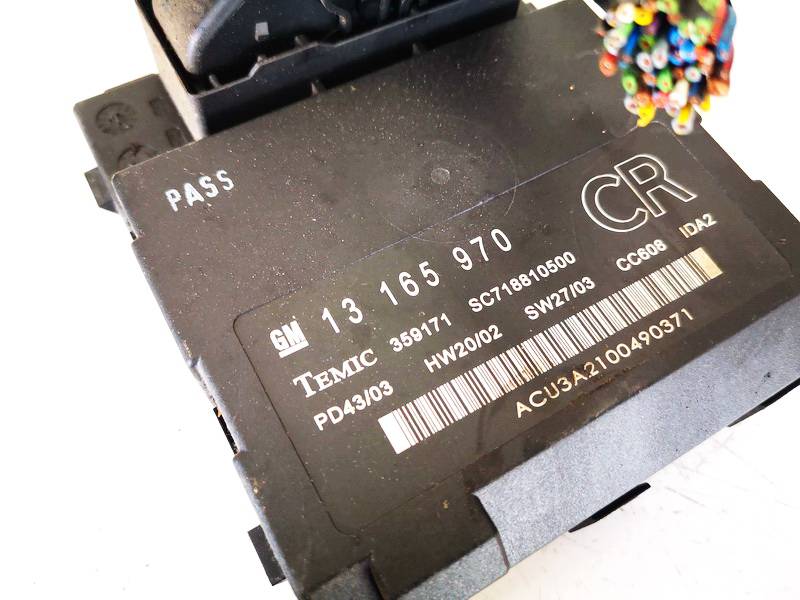 PASS
CR
GM 13 165 970
TEMIC 359171 SC718810500 CC608 IDA2
PD43/03 HW20/02 SW27/03
ACU3A2100490371